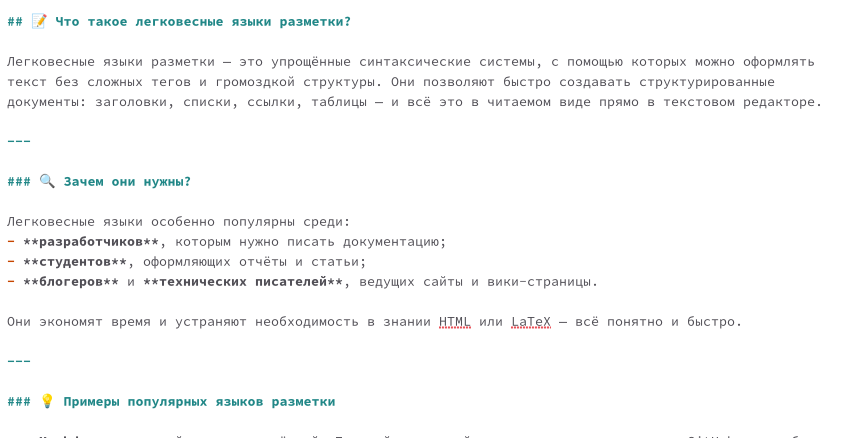 ## 📝 Что такое легковесные языки разметки?
Легковесные языки разметки — это упрощённые синтаксические системы, с помощью которых можно оформлять
текст без сложных тегов и громоздкой структуры. Они позволяют быстро создавать структурированные
документы: заголовки, списки, ссылки, таблицы — и всё это в читаемом виде прямо в текстовом редакторе.
---
### 🔍 Зачем они нужны?
Легковесные языки особенно популярны среди:
- **разработчиков**, которым нужно писать документацию;
- **студентов**, оформляющих отчёты и статьи;
- **блогеров** и **технических писателей**, ведущих сайты и вики-страницы.
Они экономят время и устраняют необходимость в знании HTML или LaTeX — всё понятно и быстро.
---
### 💡 Примеры популярных языков разметки